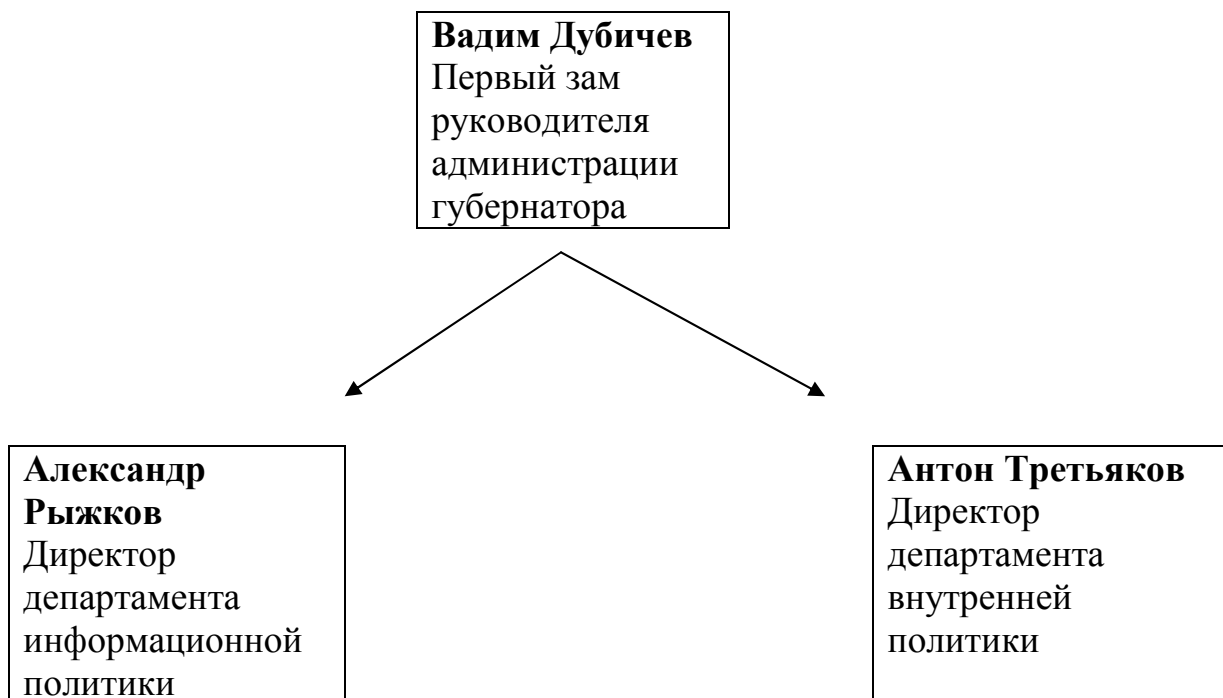 Вадим Дубичев
Первый зам
руководителя
администрации
губернатора
Александр
Рыжков
Директор
департамента
информационной
политики
Антон Третьяков
Директор
департамента
внутренней
политики